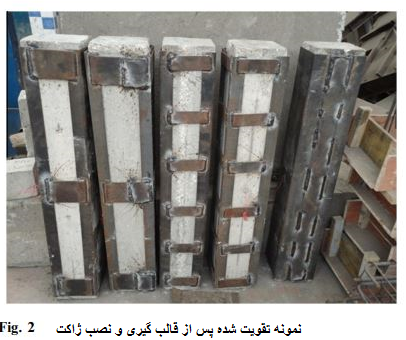 Fig. 2 نمونه تقویت شده پس از قالب گیری و نصب ژاکت